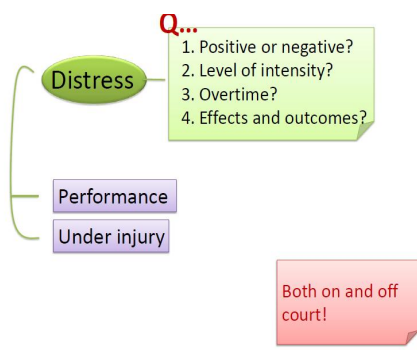 Q...
Distress
1. Positive or negative?
2. Level of intensity?
3. Overtime?
4. Effects and outcomes?
Performance
Under injury
Both on and off
court!